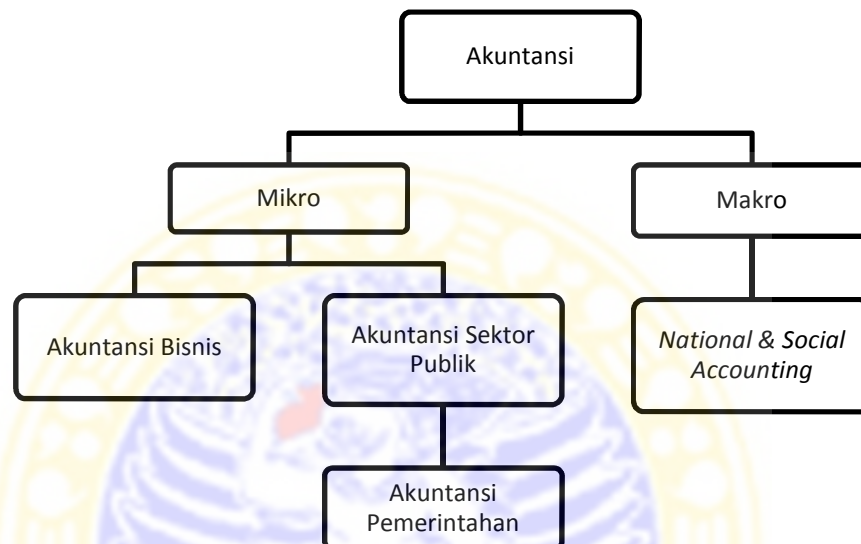 Akuntansi
Mikro
Makro
Akuntansi Bisnis
Akuntansi Sektor
Publik
National & Social
Accounting
Akuntansi
Pemerintahan